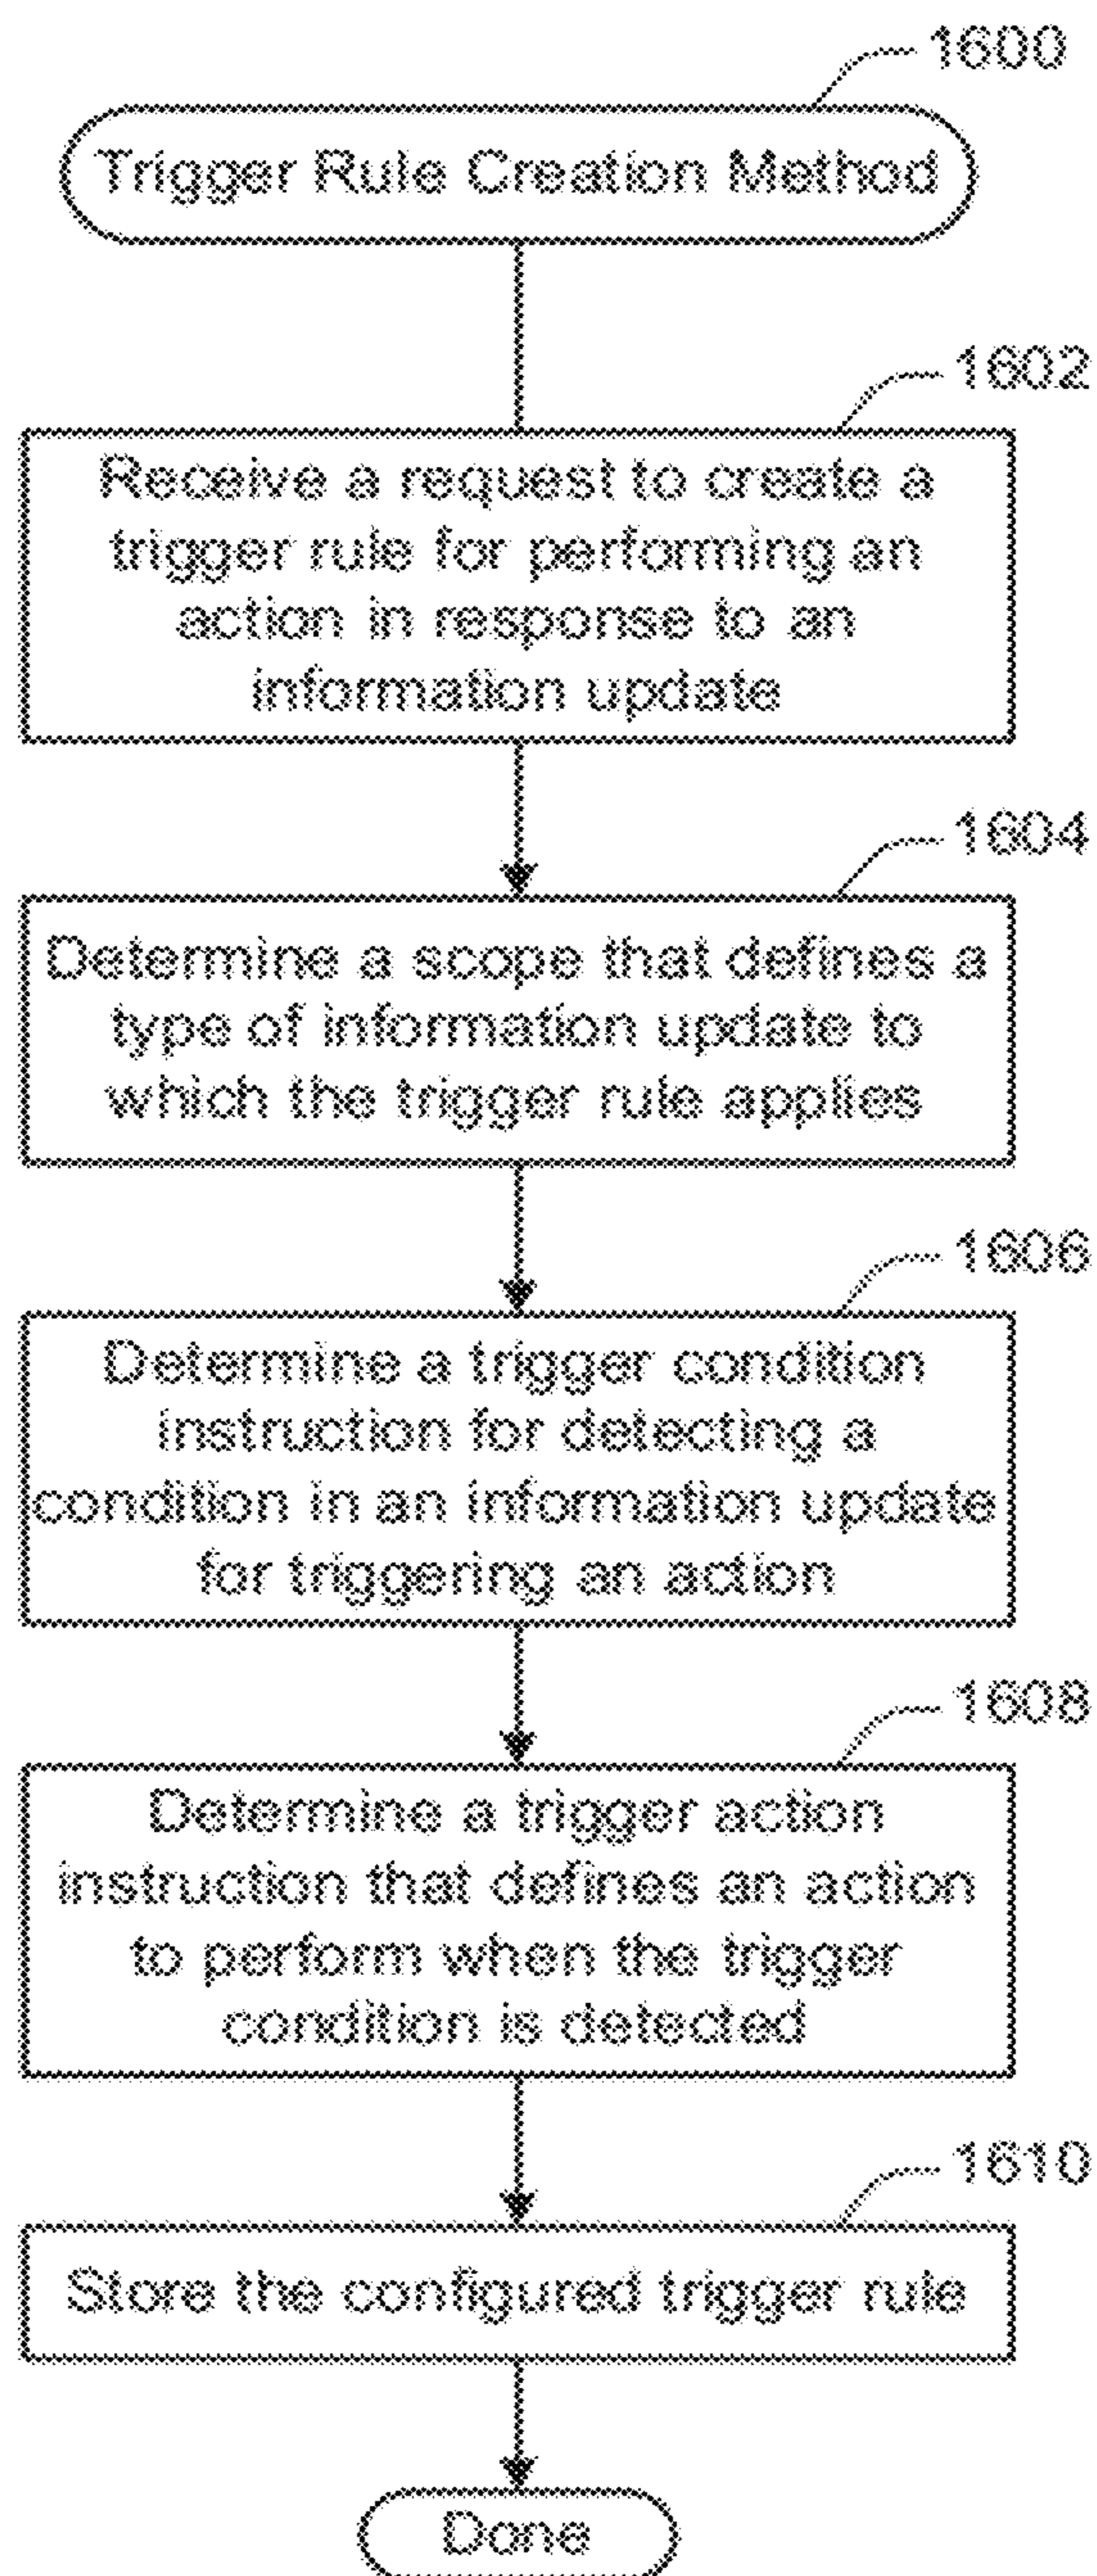 1600
Trigger Rule Creation Method
1602
Receive a request to create a
trigger rule for performing an
action in response to an
information update
1604
Determine a scope that defines a
type of information update to
which the trigger rule applies
1606
Determine a trigger condition
instruction for detecting a
condition in an information update
for triggering an action
1608
Determine a trigger action
instruction that defines an action
to perform when the trigger
condition is detected
1610
Store the configured trigger rule
Done